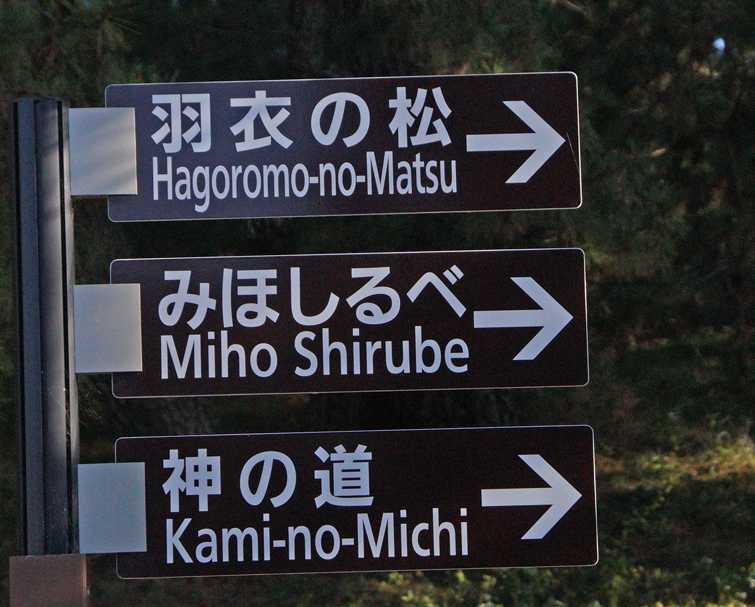 羽衣の松
Hagoromo-no-Matsu
みほしるべ
Miho Shirube
神の道
Kami-no-Michi